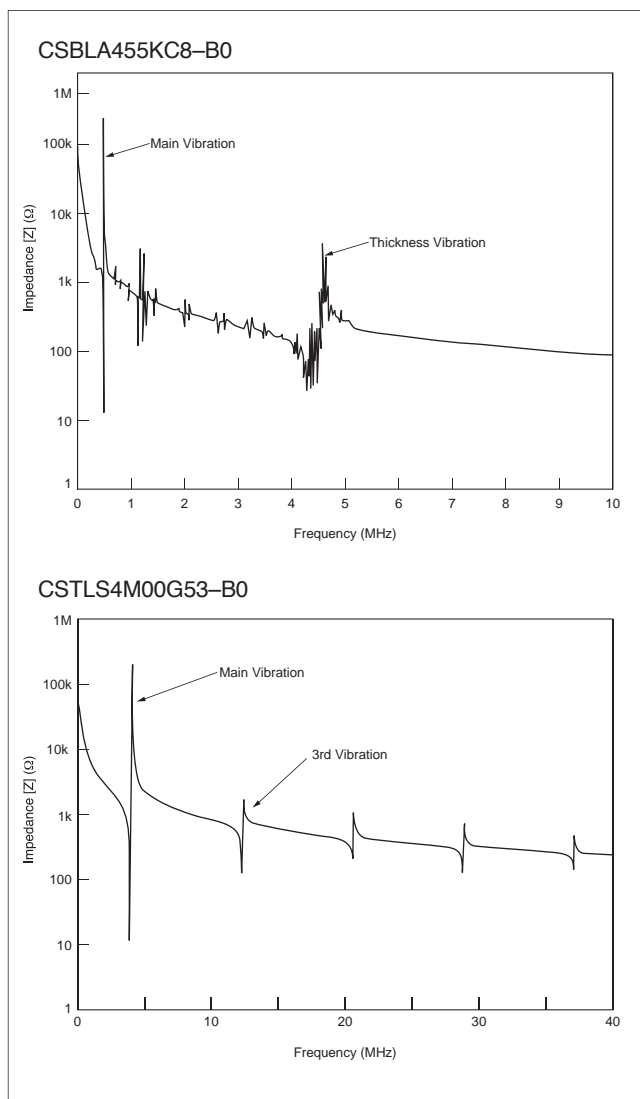 CSBLA455KC8–B0
1M
100k
10k
1k
100
10
1
Impedance [Z] (Ω)
Main Vibration
Thickness Vibration
0 1 2 3 4 5 6 7 8 9 10
Frequency (MHz)
CSTLS4M00G53–B0
1M
100k
10k
1k
100
10
1
Impedance [Z] (Ω)
Main Vibration
3rd Vibration
0 10 20 30 40
Frequency (MHz)